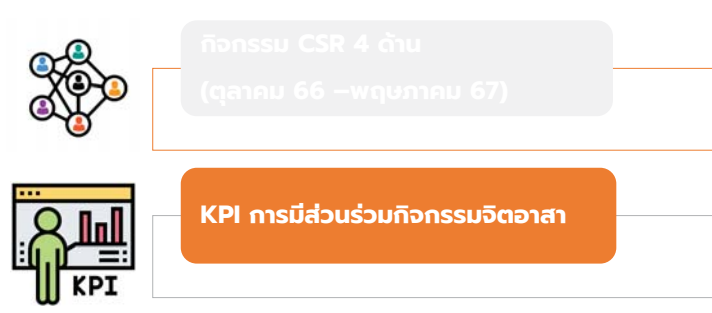 กิจกรรม CSR 4 ด้าน
(ตุลาคม 66 –พฤษภาคม 67)
KPI การมีส่วนร่วมกิจกรรมจิตอาสา
KPI